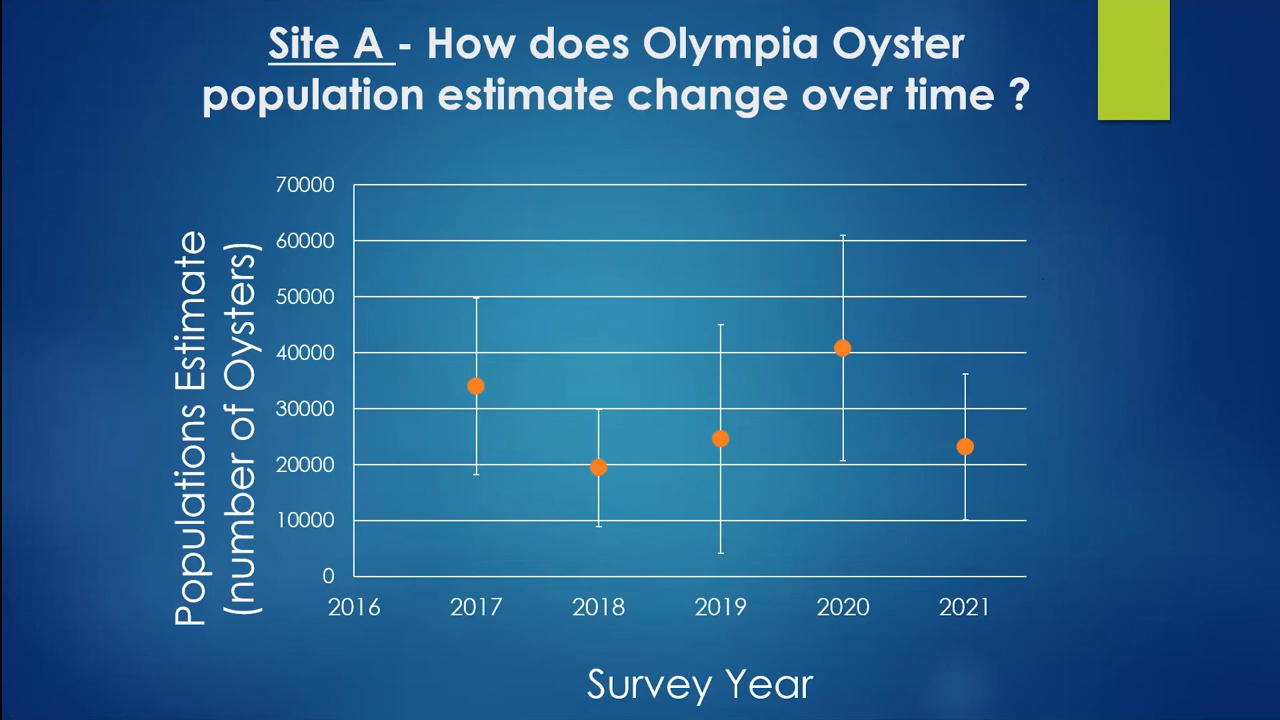 Site A - How does Olympia Oyster
population estimate change over time ?
70000
60000
50000
40000
30000
20000
10000
0
Populations Estimate
(number of Oysters)
2016 2017 2018 2019 2020 2021
Survey Year